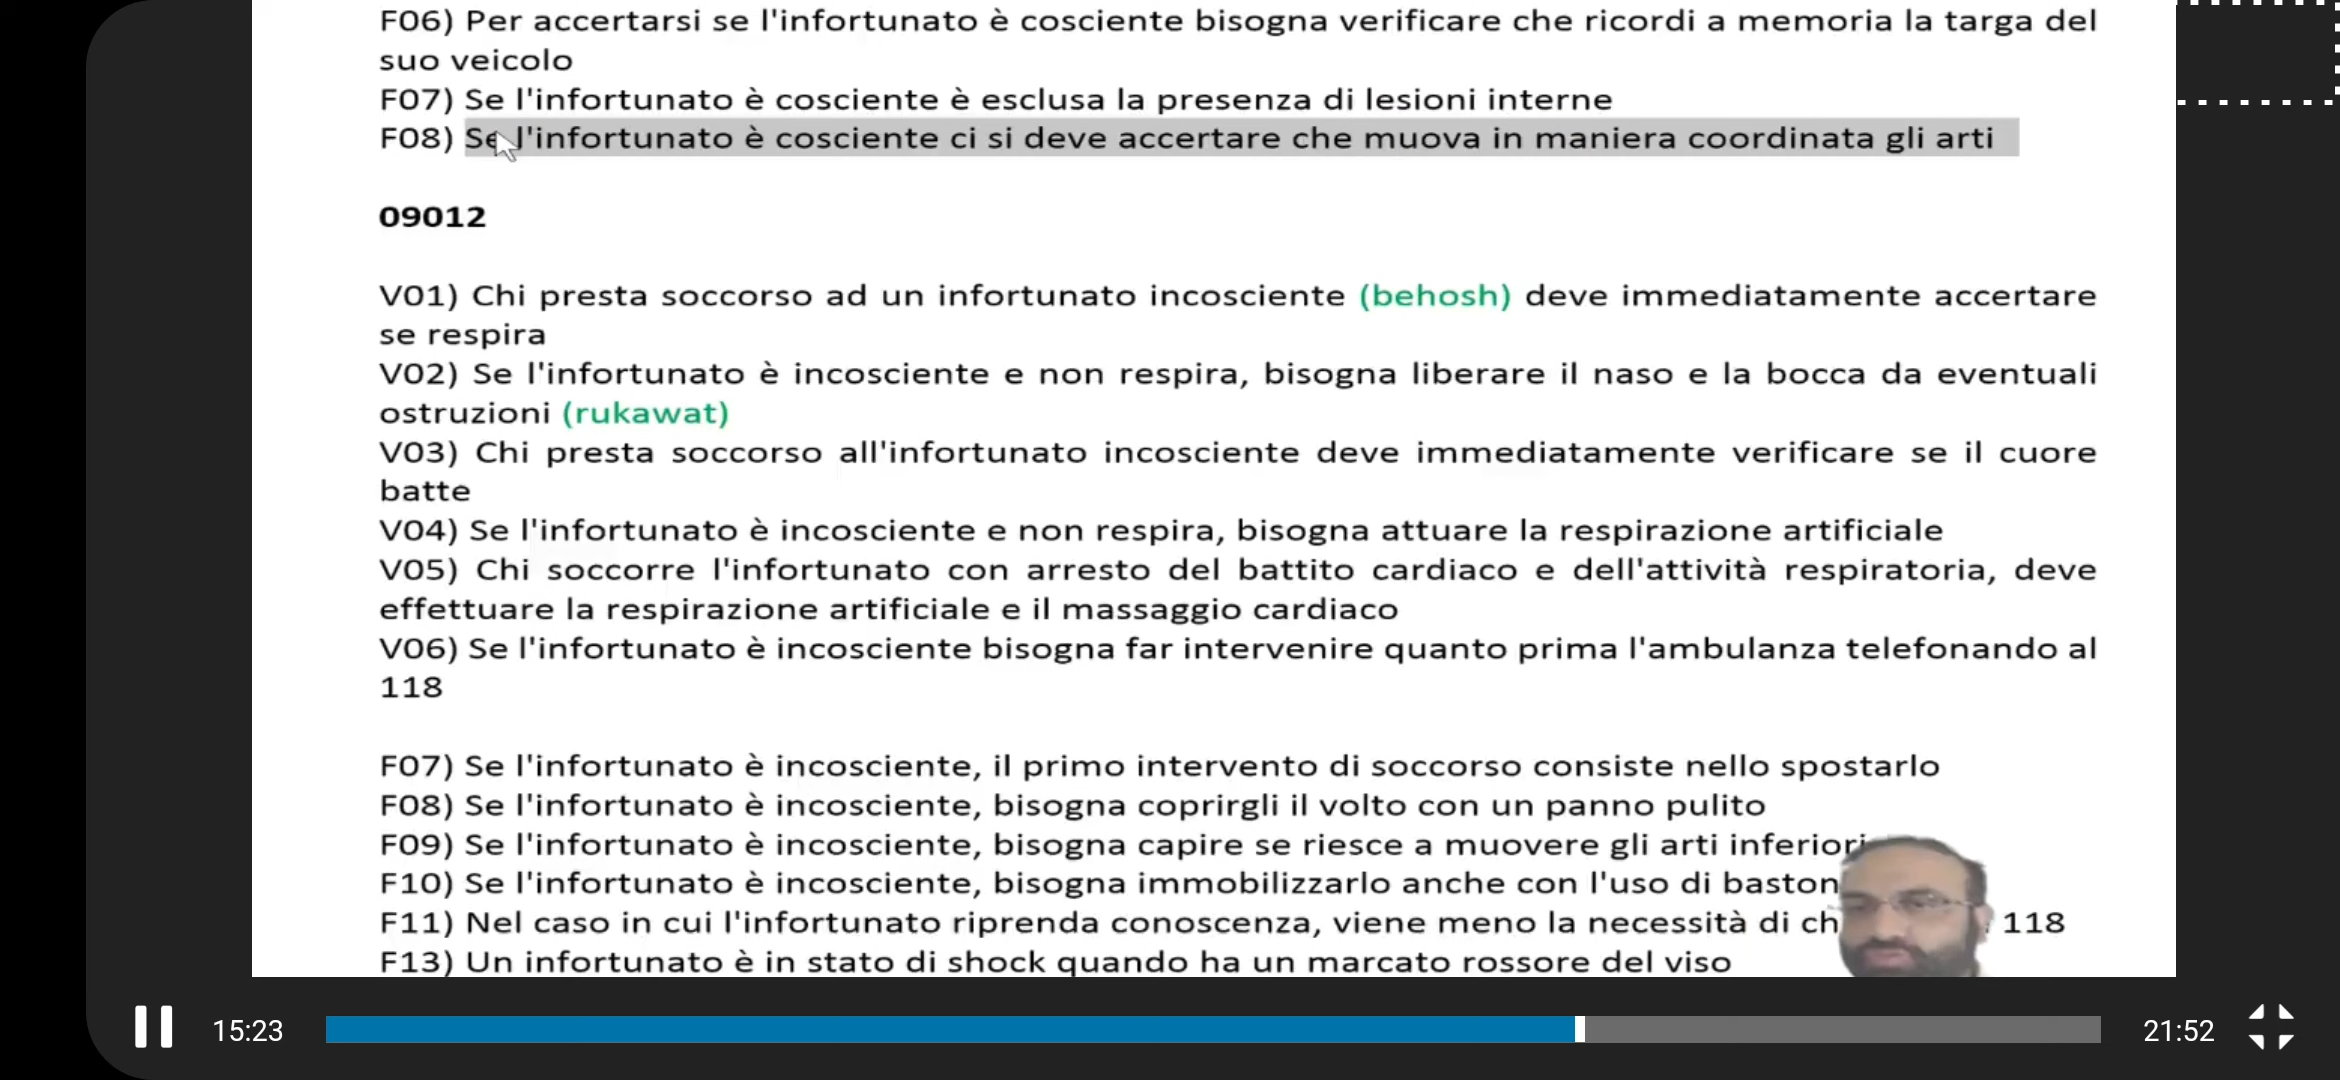 F06) Per accertarsi se l'infortunato è cosciente bisogna verificare che ricordi a memoria la targa del
suo veicolo
F07) Se l'infortunato è cosciente è esclusa la presenza di lesioni interne
F08) Se l'infortunato è cosciente ci si deve accertare che muova in maniera coordinata gli arti
09012
V01) Chi presta soccorso ad un infortunato incosciente (behosh) deve immediatamente accertare
se respira
V02) Se l'infortunato è incosciente e non respira, bisogna liberare il naso e la bocca da eventuali
ostruzioni (rukawat)
V03) Chi presta soccorso all'infortunato incosciente deve immediatamente verificare se il cuore
batte
V04) Se l'infortunato è incosciente e non respira, bisogna attuare la respirazione artificiale
V05) Chi soccorre l'infortunato con arresto del battito cardiaco e dell'attività respiratoria, deve
effettuare la respirazione artificiale e il massaggio cardiaco
V06) Se l'infortunato è incosciente bisogna far intervenire quanto prima l'ambulanza telefonando al
118
F07) Se l'infortunato è incosciente, il primo intervento di soccorso consiste nello spostarlo
F08) Se l'infortunato è incosciente, bisogna coprirgli il volto con un panno pulito
F09) Se l'infortunato è incosciente, bisogna capire se riesce a muovere gli arti inferiori
F10) Se l'infortunato è incosciente, bisogna immobilizzarlo anche con l'uso di
F11) Nel caso in cui l'infortunato riprenda conoscenza, viene meno la necessità di 118
F13) Un infortunato è in stato di shock quando ha un marcato rossore del viso
15:23 21:52